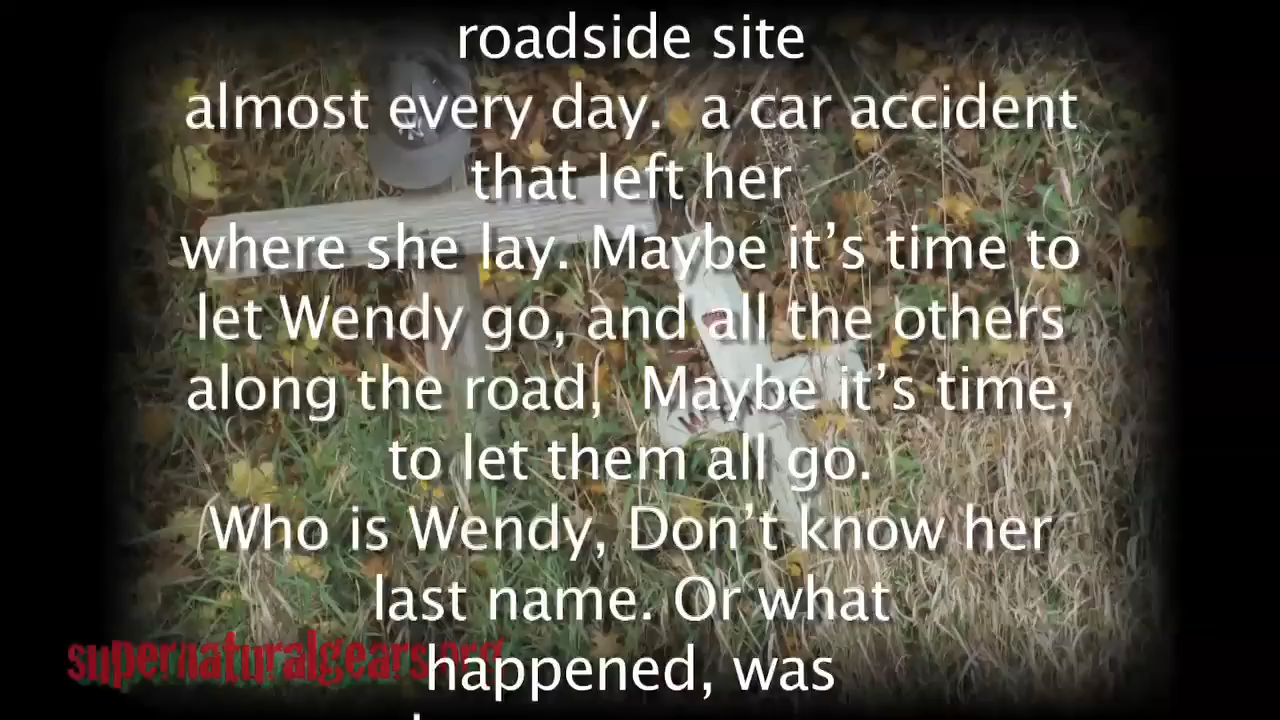 roadside site
almost every day.  a car accident
that left her
where she lay. Maybe it’s time to
let Wendy go, and all the others
along the road,  Maybe it’s time,
to let them all go.
Who is Wendy, Don’t know her
last name. Or what
happened, was
supernaturalgears.org